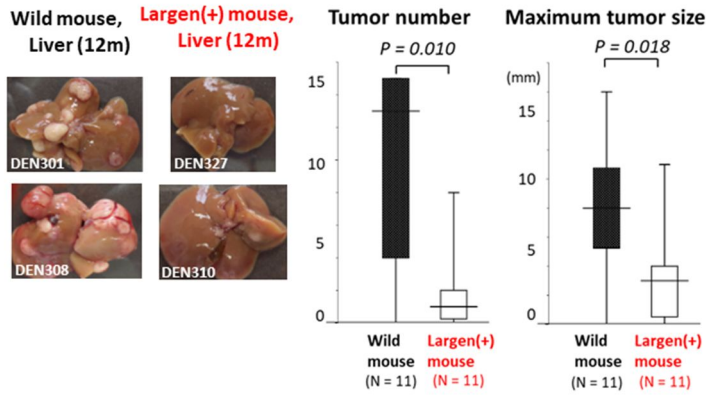 Wild mouse,
Liver (12m)
Largen(+) mouse,
Liver (12m)
DEN301
DEN327
DEN308
DEN310
Tumor number
P = 0.010
15
10
5
0
Wild
mouse
(N = 11)
Largen(+)
mouse
(N = 11)
Maximum tumor size
P = 0.018
(mm)
15
10
5
0
Wild
mouse
(N = 11)
Largen(+)
mouse
(N = 11)